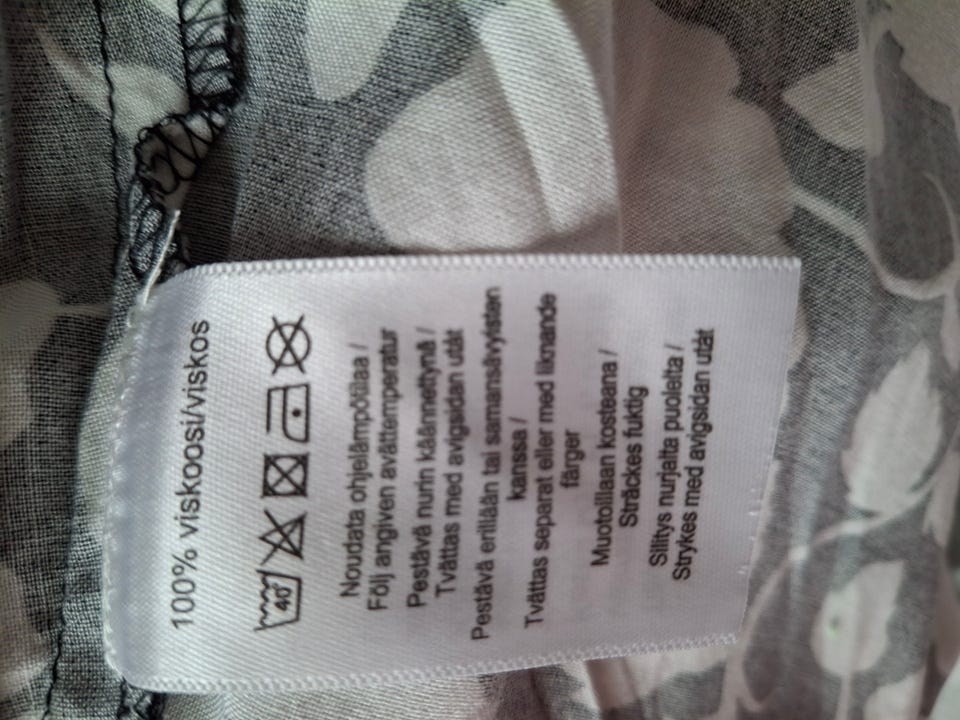 100% viskoosi/viskos
40°
Noudata ohjelämpötilaa /
Följ angiven avättemperatur
Pestävä nurin käännettynä /
Tvättas med avigsidan utåt
Pestävä erillään tai samansävyisten
kanssa /
Tvättas separat eller med liknande
färger
Muotoillaan kosteana /
Sträckes fuktig
Silitys nurjalta puolelta /
Strykes med avigsidan utåt